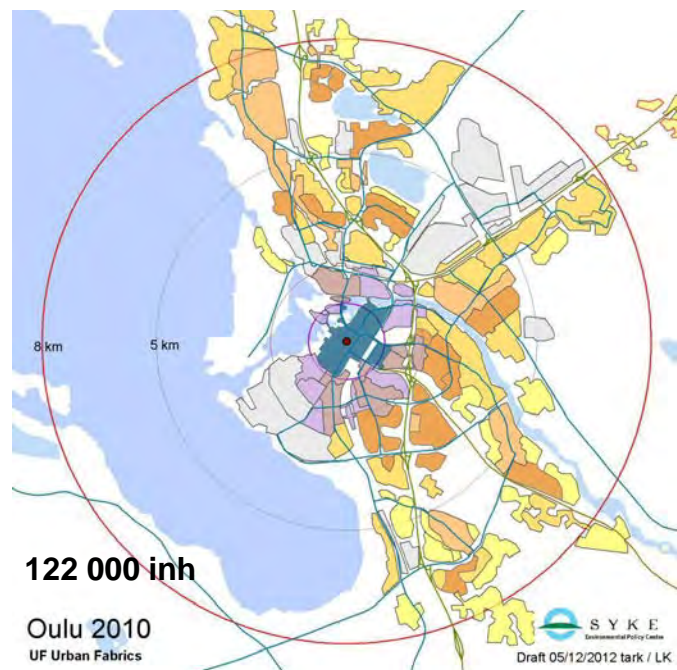 8 km
5 km
122 000 inh
Oulu 2010
UF Urban Fabrics
S Y K E
Environmental Policy Centre
Draft 05/12/2012 tark / LK